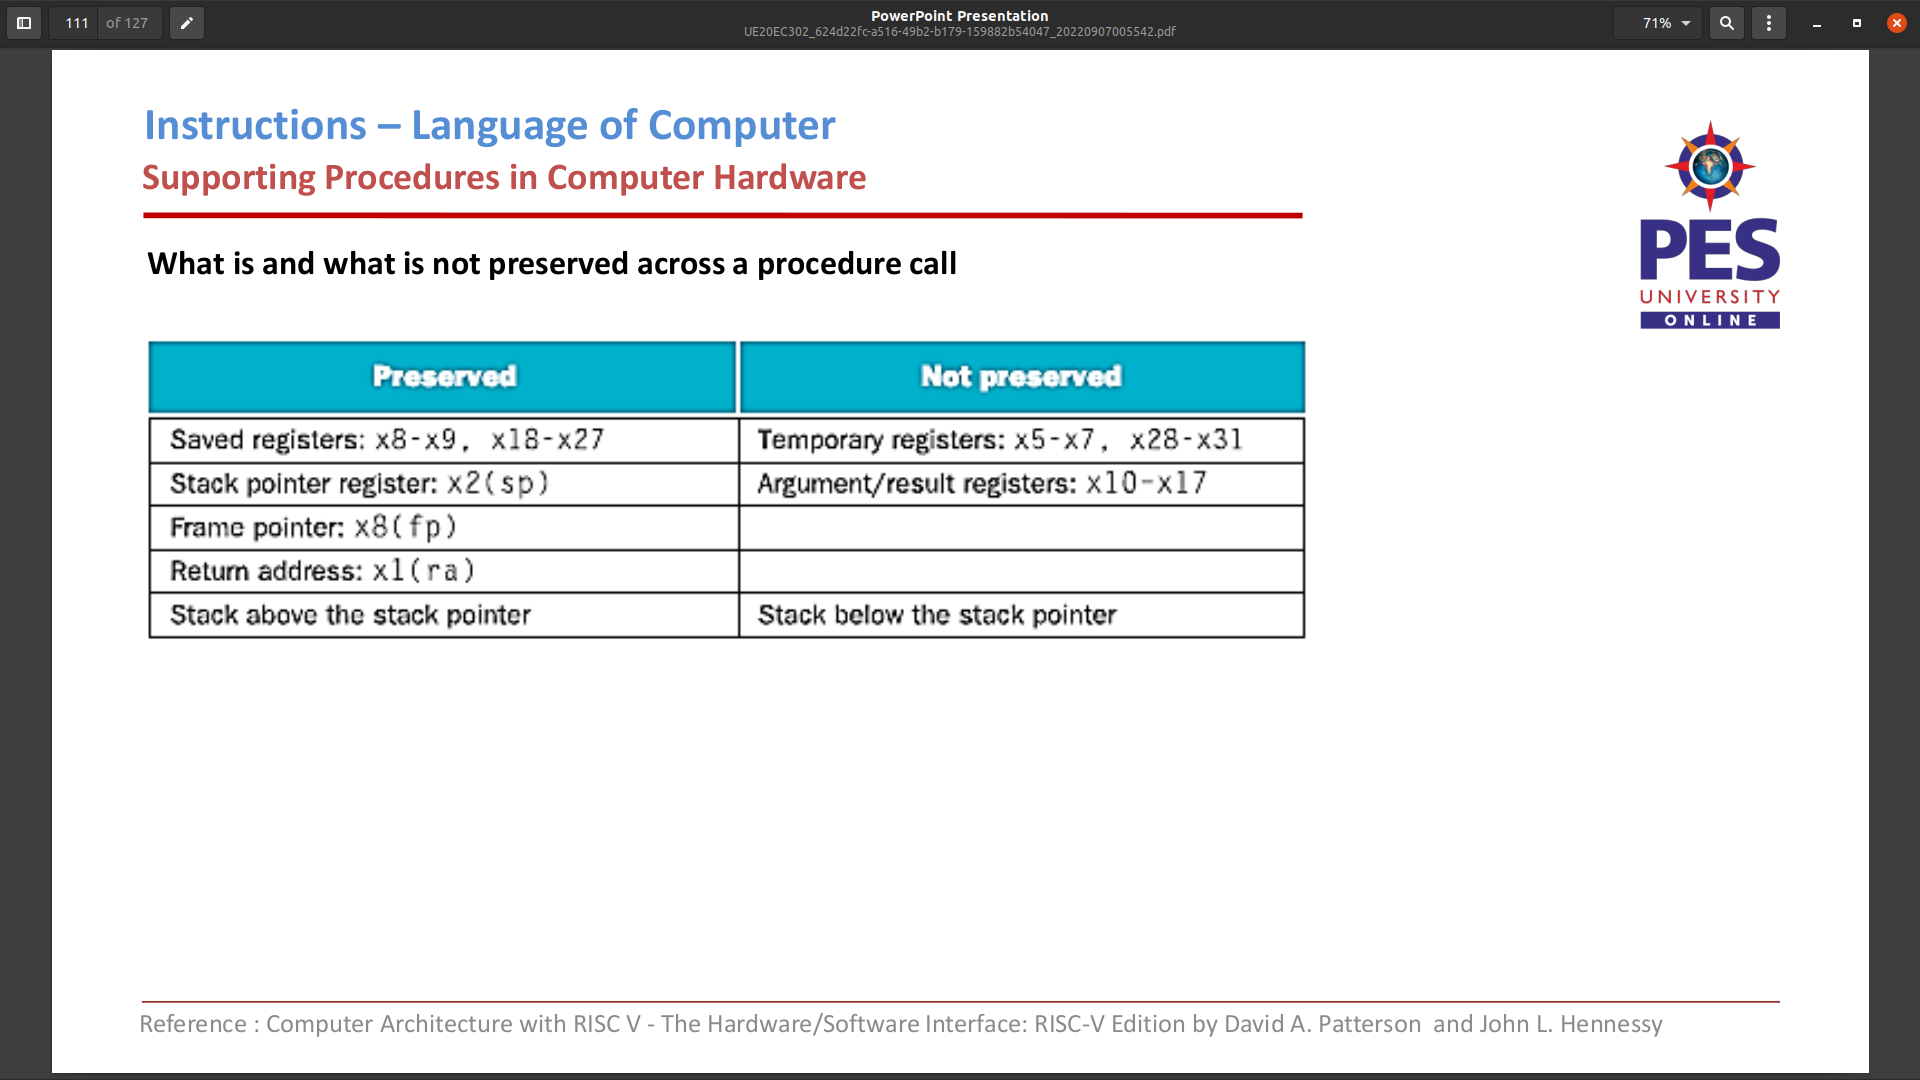 111 of 127
PowerPoint Presentation
UE20EC302_624d22fc-a516-49b2-b179-159882b54047_20220907005542.pdf
71%
Instructions – Language of Computer
Supporting Procedures in Computer Hardware
PES
UNIVERSITY
ONLINE
What is and what is not preserved across a procedure call
Preserved Not preserved
Saved registers: x8-x9, x18-x27 Temporary registers: x5-x7, x28-x31
Stack pointer register: x2(sp) Argument/result registers: x10-x17
Frame pointer: x8(fp)
Return address: x1(ra)
Stack above the stack pointer Stack below the stack pointer
Reference : Computer Architecture with RISC V - The Hardware/Software Interface: RISC-V Edition by David A. Patterson and John L. Hennessy